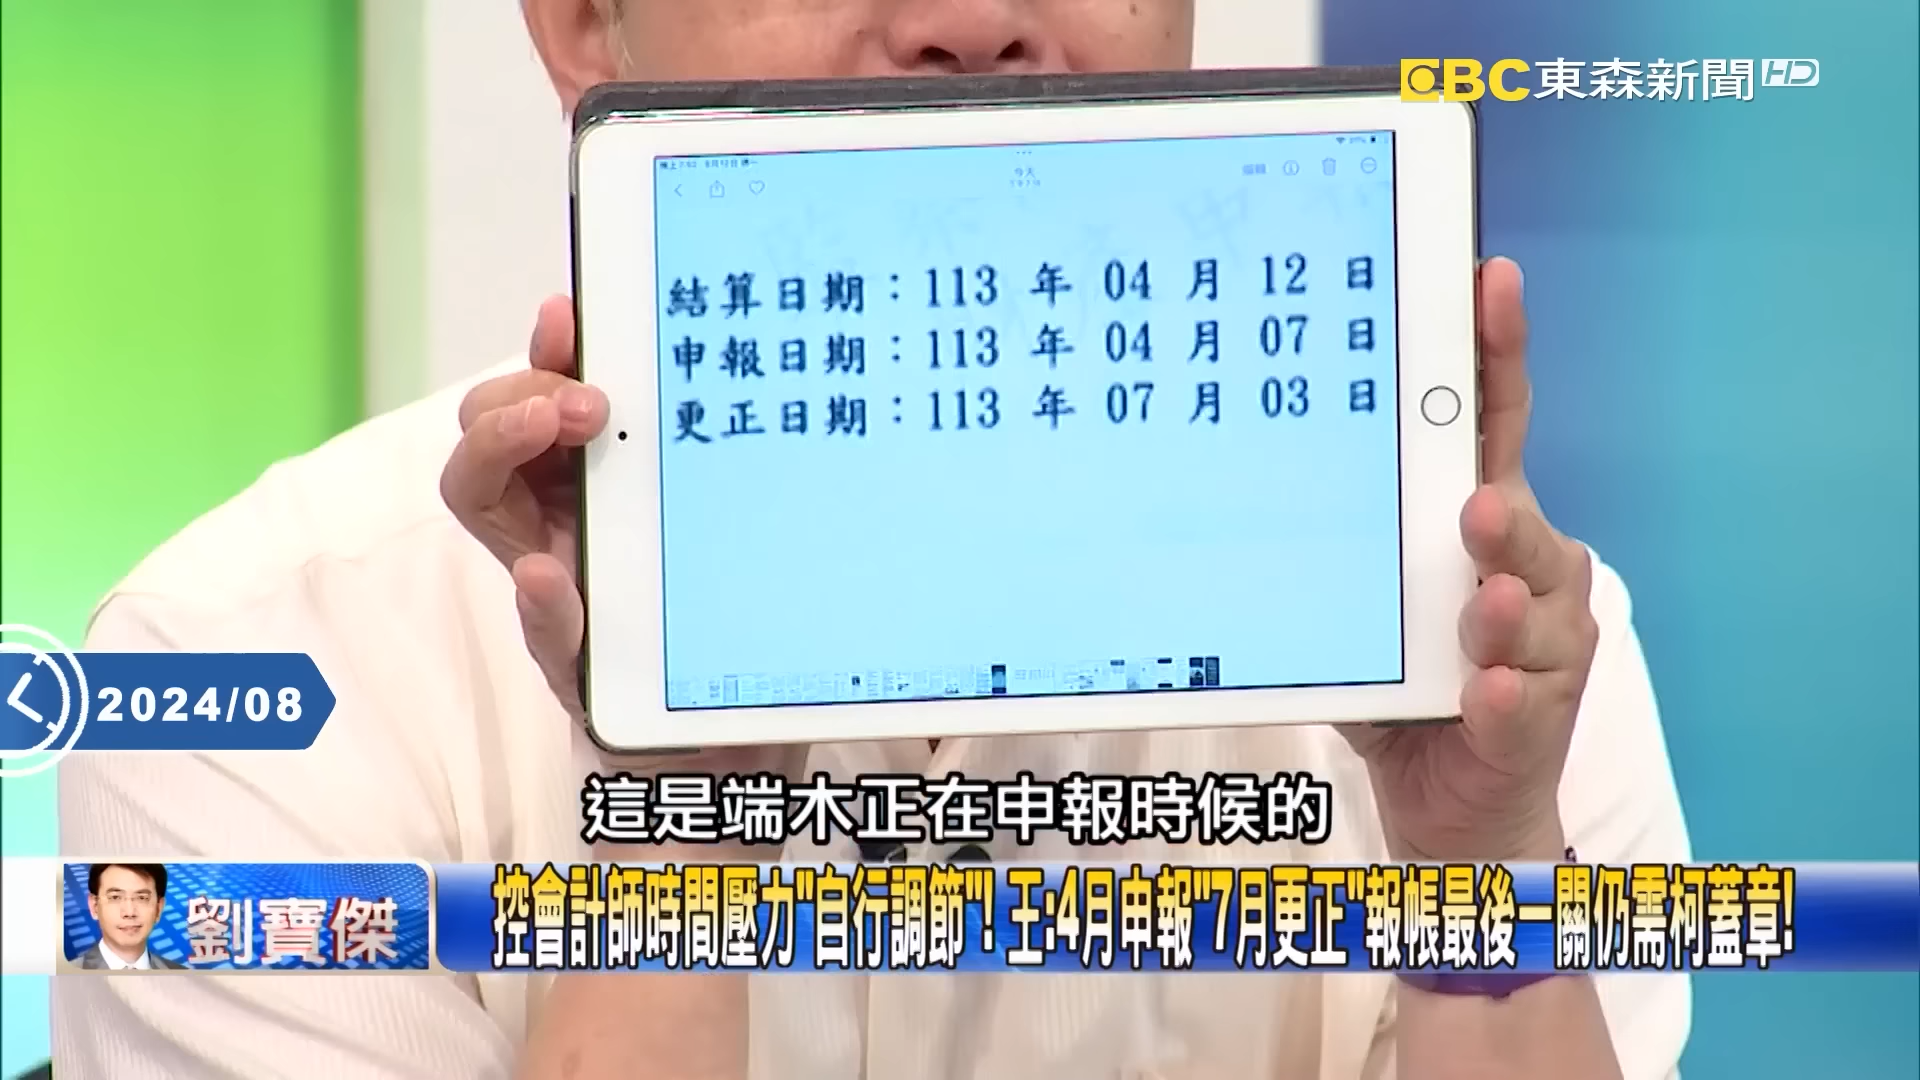 EBC東森新聞HD
今天
編輯
結算日期：113 年 04 月 12 日
申報日期：113 年 04 月 07 日
更正日期：113 年 07 月 03 日
2024/08
這是端木正在申報時候的
劉寶傑
控會計師時間壓力"自行調節"! 王:4月申報"7月更正"報帳最後一關仍需柯蓋章!